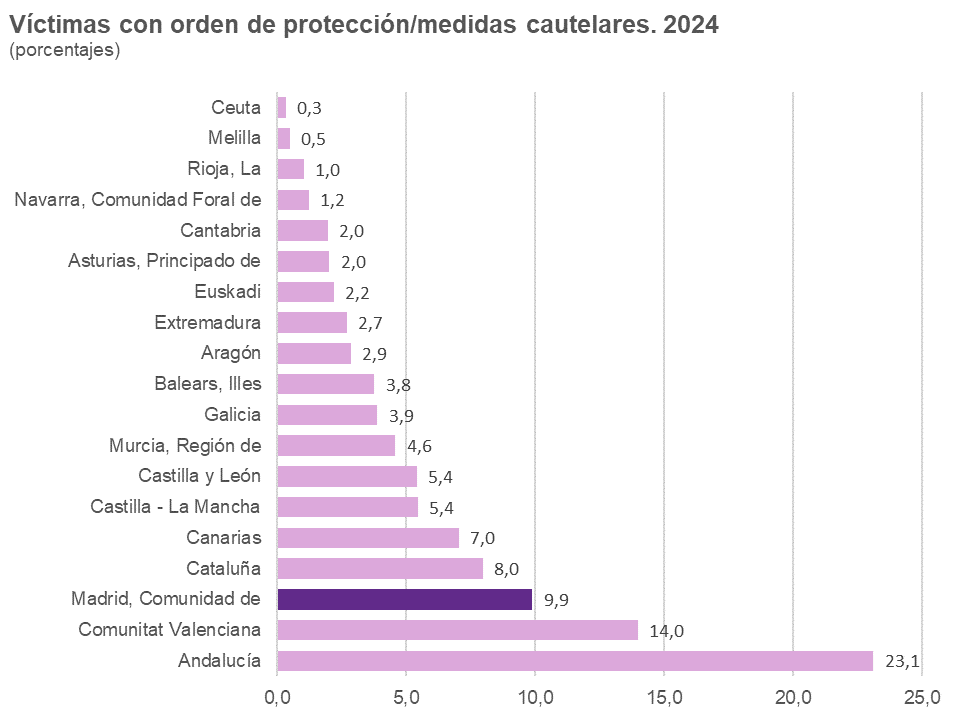 Víctimas con orden de protección/medidas cautelares. 2024
(porcentajes)
Ceuta 0,3
Melilla 0,5
Rioja, La 1,0
Navarra, Comunidad Foral de 1,2
Cantabria 2,0
Asturias, Principado de 2,0
Euskadi 2,2
Extremadura 2,7
Aragón 2,9
Balears, Illes 3,8
Galicia 3,9
Murcia, Región de 4,6
Castilla y León 5,4
Castilla - La Mancha 5,4
Canarias 7,0
Cataluña 8,0
Madrid, Comunidad de 9,9
Comunitat Valenciana 14,0
Andalucía 23,1
0,0 5,0 10,0 15,0 20,0 25,0